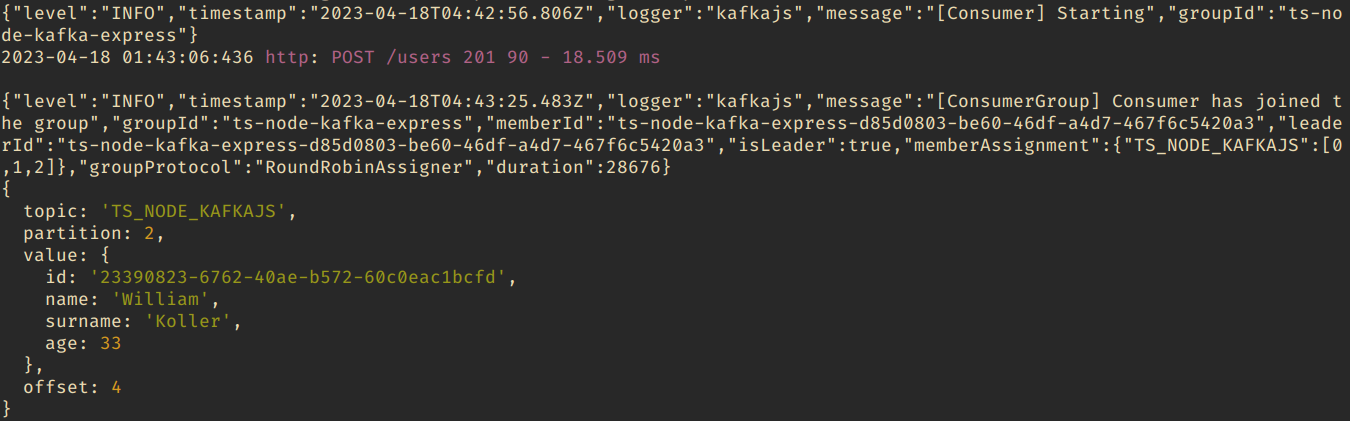 {"level":"INFO","timestamp":"2023-04-18T04:42:56.806Z","logger":"kafkajs","message":"[Consumer] Starting","groupId":"ts-no
de-kafka-express"}
2023-04-18 01:43:06:436 http: POST /users 201 90 - 18.509 ms
{"level":"INFO","timestamp":"2023-04-18T04:43:25.483Z","logger":"kafkajs","message":"[ConsumerGroup] Consumer has joined t
he group","groupId":"ts-node-kafka-express","memberId":"ts-node-kafka-express-d85d0803-be60-46df-a4d7-467f6c5420a3","leade
rId":"ts-node-kafka-express-d85d0803-be60-46df-a4d7-467f6c5420a3","isLeader":true,"memberAssignment":{"TS_NODE_KAFKAJS":[0
,1,2]},"groupProtocol":"RoundRobinAssigner","duration":28676}
{
  topic: 'TS_NODE_KAFKAJS',
  partition: 2,
  value: {
    id: '23390823-6762-40ae-b572-60c0eac1bcfd',
    name: 'William',
    surname: 'Koller',
    age: 33
  },
  offset: 4
}